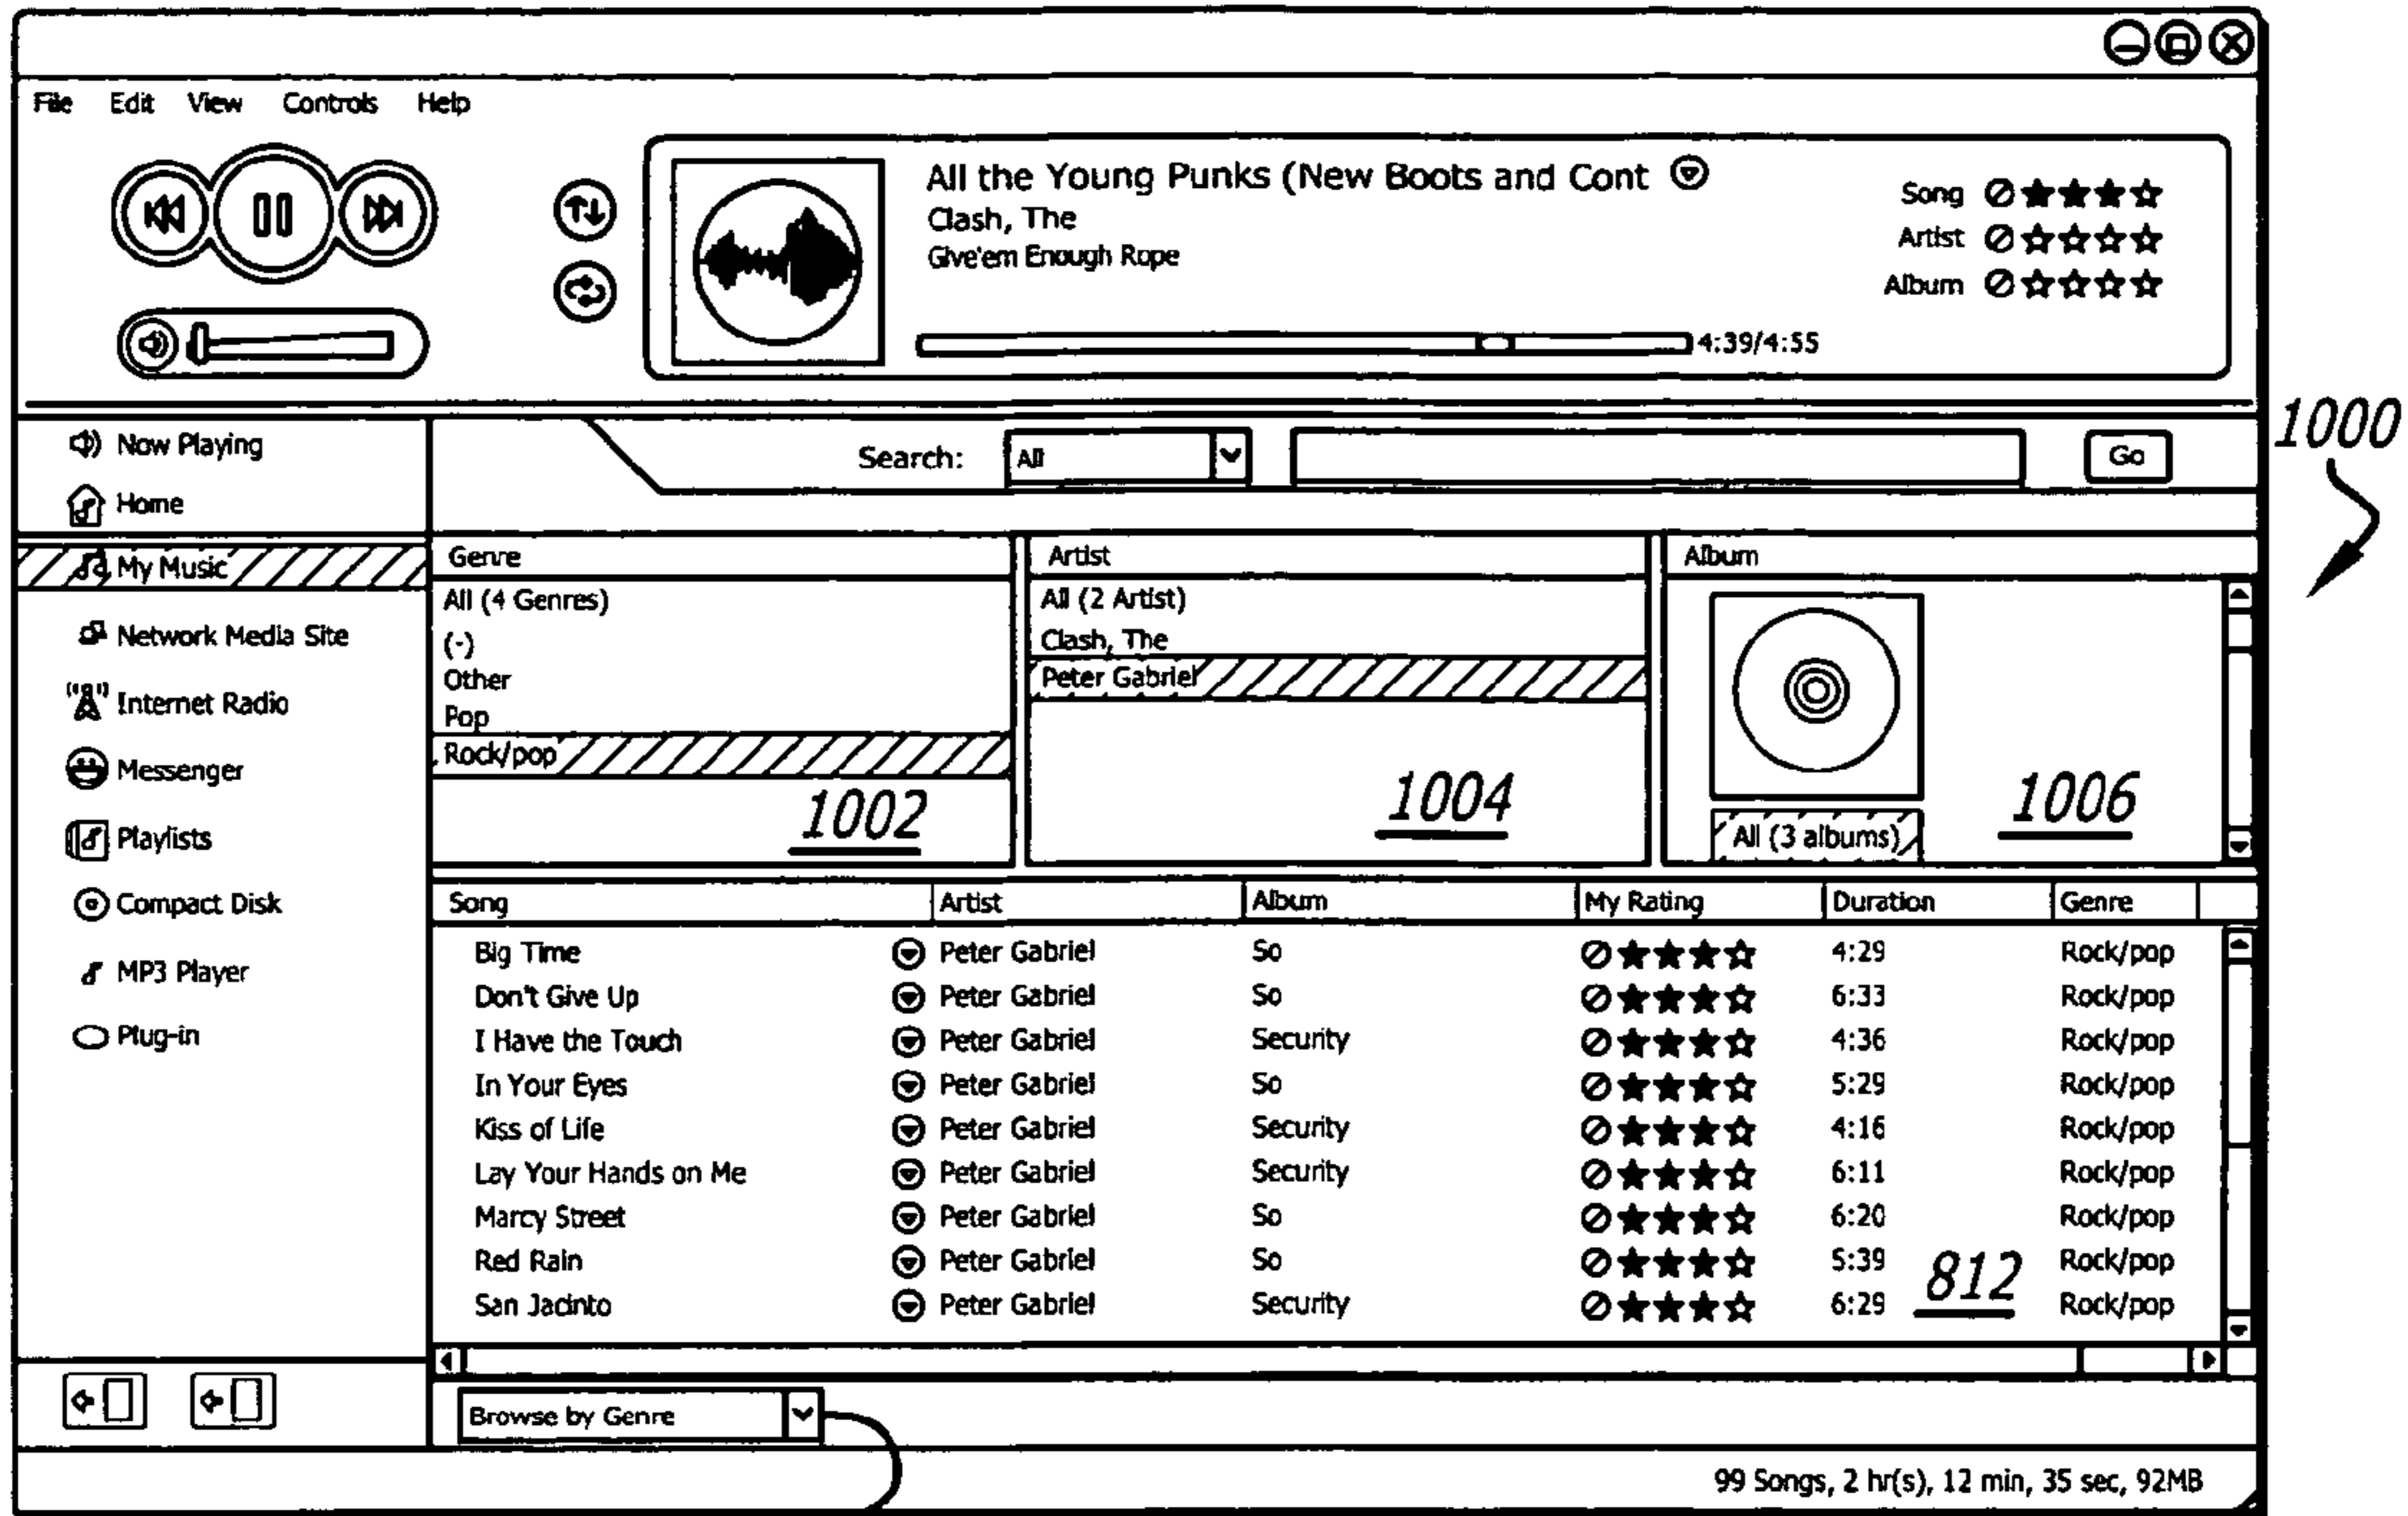 File Edit View Controls Help
All the Young Punks (New Boots and Cont
Clash, The
Give'em Enough Rope
Song
Artist
Album
4:39/4:55
1000
Now Playing
Home
My Music
Network Media Site
Internet Radio
Messenger
Playlists
Compact Disk
MP3 Player
Plug-in
Search: All Go
Genre
All (4 Genres)
(-)
Other
Pop
Rock/pop
1002
Artist
All (2 Artist)
Clash, The
Peter Gabriel
1004
Album
All (3 albums)
1006
Song Artist Album My Rating Duration Genre
Big Time Peter Gabriel So 4:29 Rock/pop
Don't Give Up Peter Gabriel So 6:33 Rock/pop
I Have the Touch Peter Gabriel Security 4:36 Rock/pop
In Your Eyes Peter Gabriel So 5:29 Rock/pop
Kiss of Life Peter Gabriel Security 4:16 Rock/pop
Lay Your Hands on Me Peter Gabriel Security 6:11 Rock/pop
Marcy Street Peter Gabriel So 6:20 Rock/pop
Red Rain Peter Gabriel So 5:39 Rock/pop
San Jacinto Peter Gabriel Security 6:29 Rock/pop
812
Browse by Genre
99 Songs, 2 hr(s), 12 min, 35 sec, 92MB